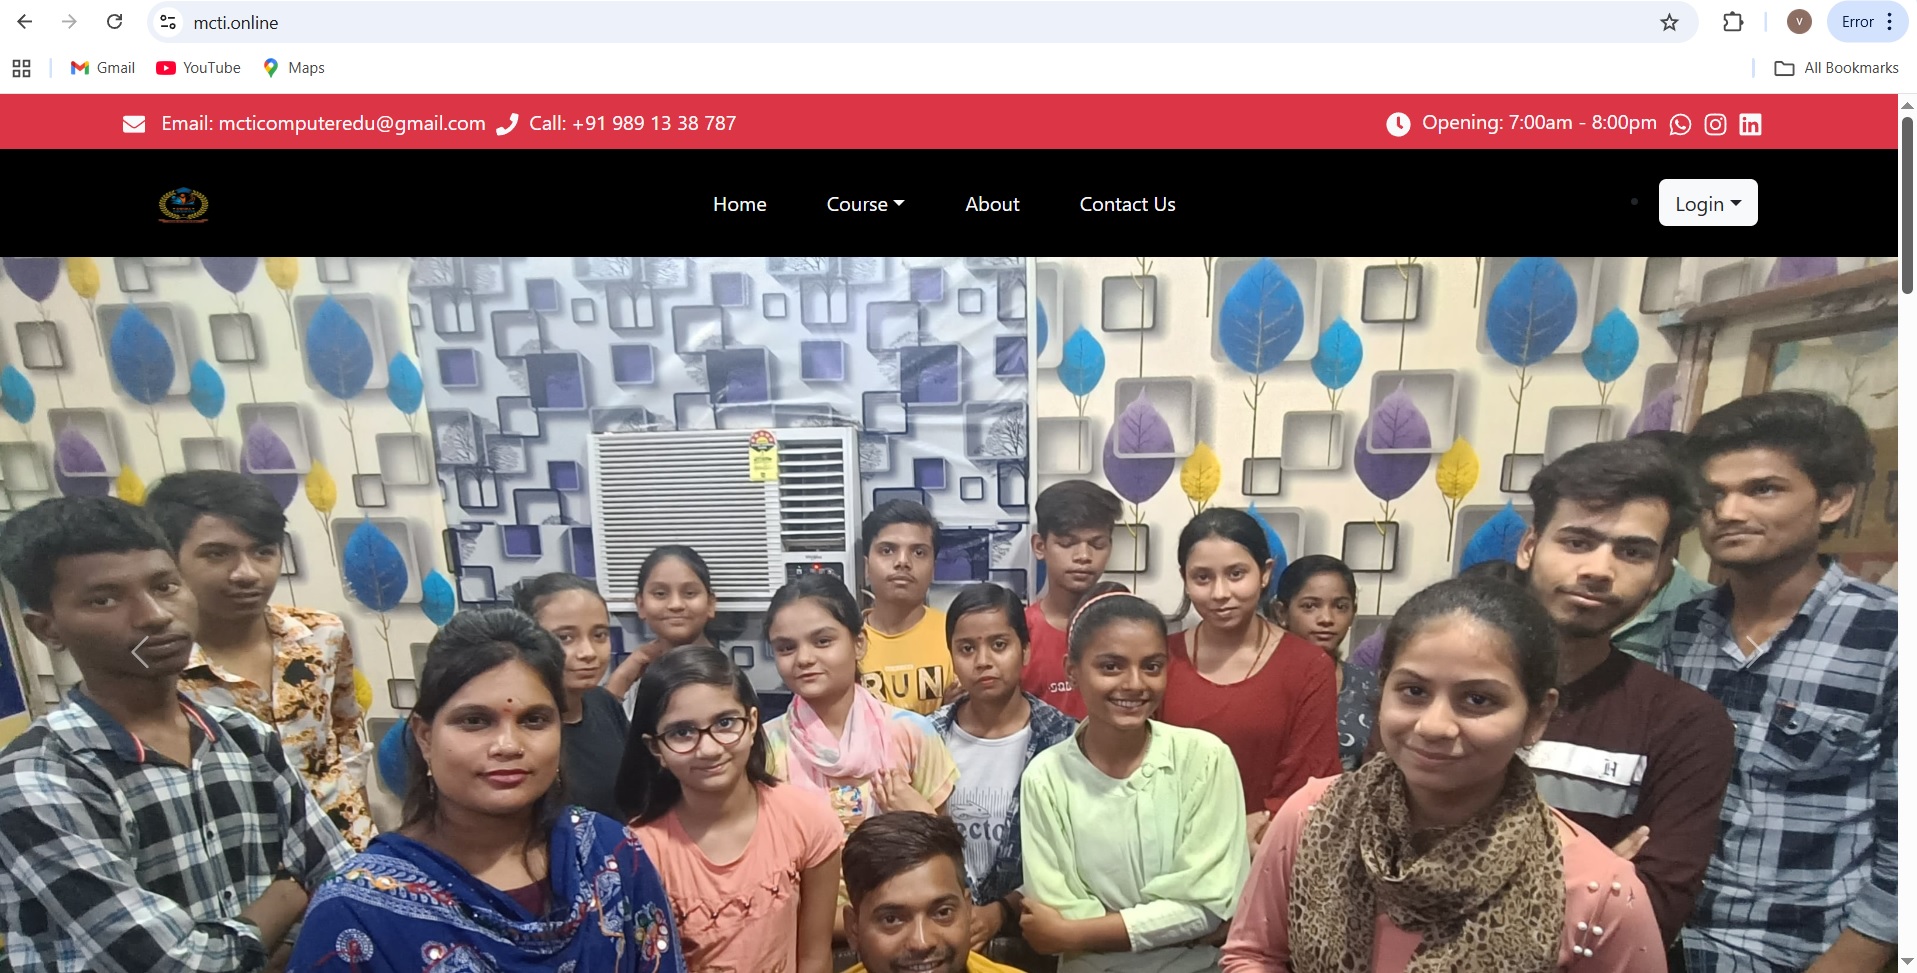 mcti.online
Error
Gmail
YouTube
Maps
All Bookmarks
Email: mcticomputeredu@gmail.com
Call: +91 989 13 38 787
Opening: 7:00am - 8:00pm
Home
Course
About
Contact Us
Login
V
RUN
H